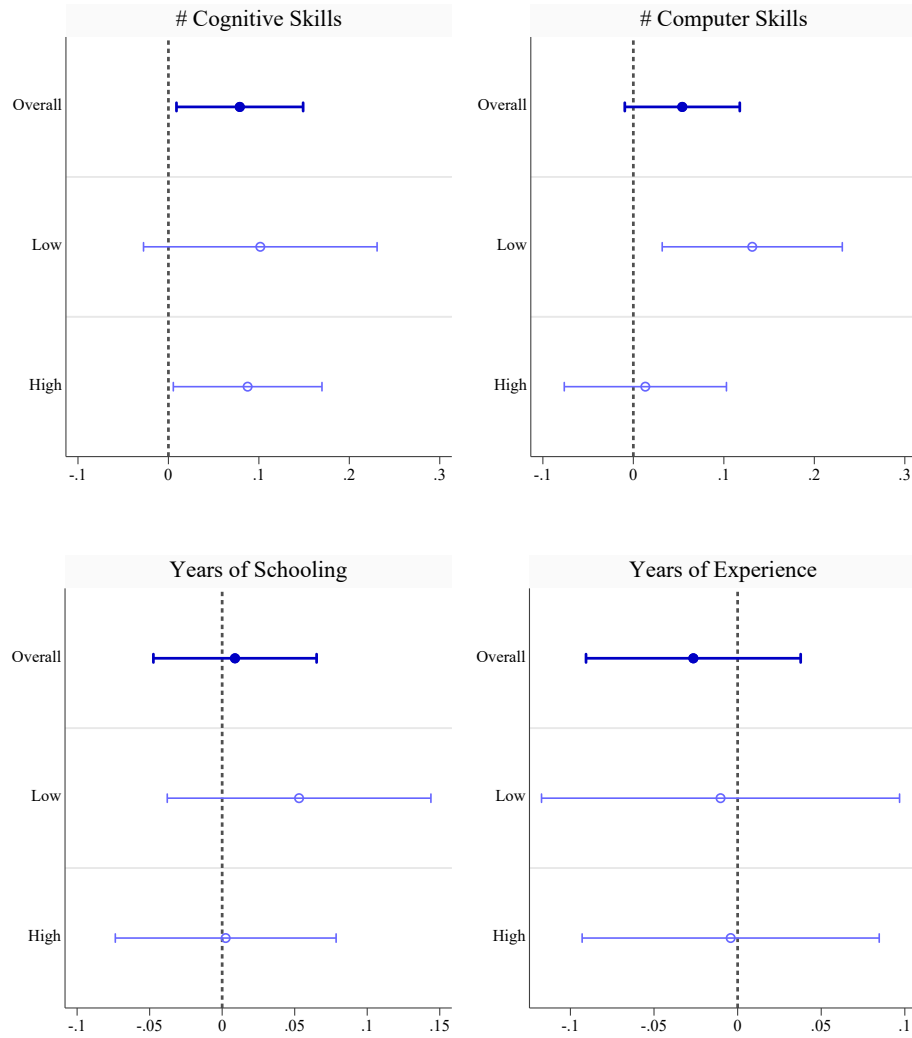 # Cognitive Skills
Overall
Low
High
-.1 0 .1 .2 .3
# Computer Skills
Overall
Low
High
-.1 0 .1 .2 .3
Years of Schooling
Overall
Low
High
-.1 -.05 0 .05 .1 .15
Years of Experience
Overall
Low
High
-.1 -.05 0 .05 .1